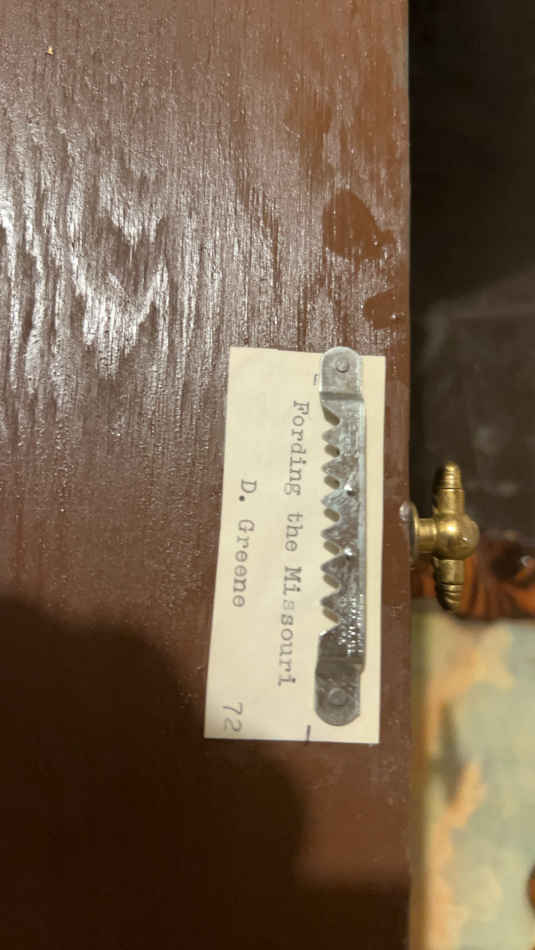 Fording the Missouri
D. Greene
72